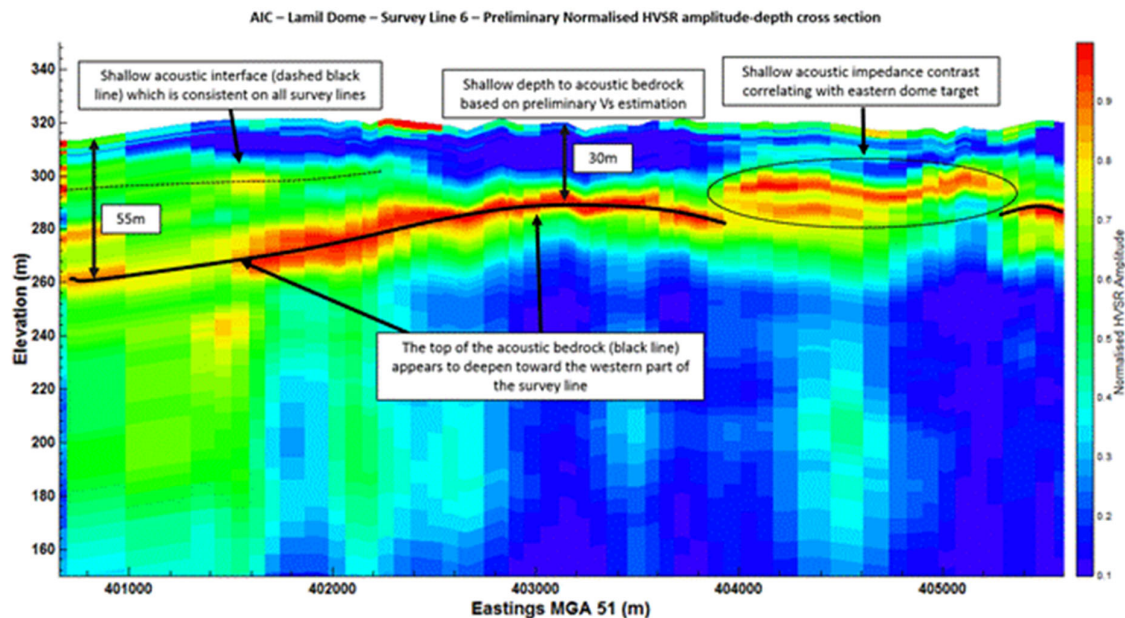 AIC – Lamil Dome – Survey Line 6 – Preliminary Normalised HVSR amplitude-depth cross section
Shallow acoustic interface (dashed black
line) which is consistent on all survey lines
Shallow depth to acoustic bedrock
based on preliminary Vs estimation
Shallow acoustic impedance contrast
correlating with eastern dome target
30m
55m
The top of the acoustic bedrock (black line)
appears to deepen toward the western part of
the survey line
Elevation (m)
340
320
300
280
260
240
220
200
180
160
401000
402000
403000
404000
405000
Eastings MGA 51 (m)
0.9
0.8
0.7
0.6
0.5
0.4
0.3
0.2
0.1
Normalised HVSR Amplitude